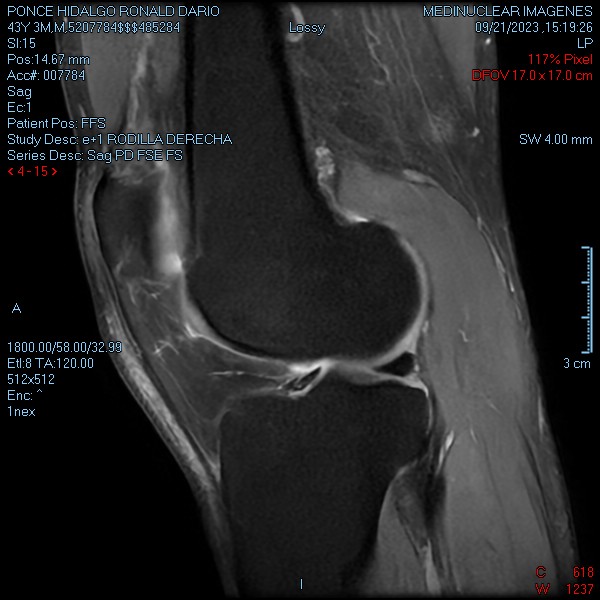 PONCE HIDALGO RONALD DARIO
43Y 3M,M,5207784$$$485284
Sl:15
Pos:14.67 mm
Acc#: 007784
Sag
Ec:1
Patient Pos: FFS
Study Desc: e+1 RODILLA DERECHA
Series Desc: Sag PD FSE FS
< 4 - 15 >
Lossy
MEDINUCLEAR IMAGENES
09/21/2023 ,15:19:26
LP
117% Pixel
DFOV 17.0 x 17.0 cm
SW 4.00 mm
A
1800.00/58.00/32.99
Etl:8 TA:120.00
512x512
Enc: ^
1nex
3 cm
I
C 618
W 1237